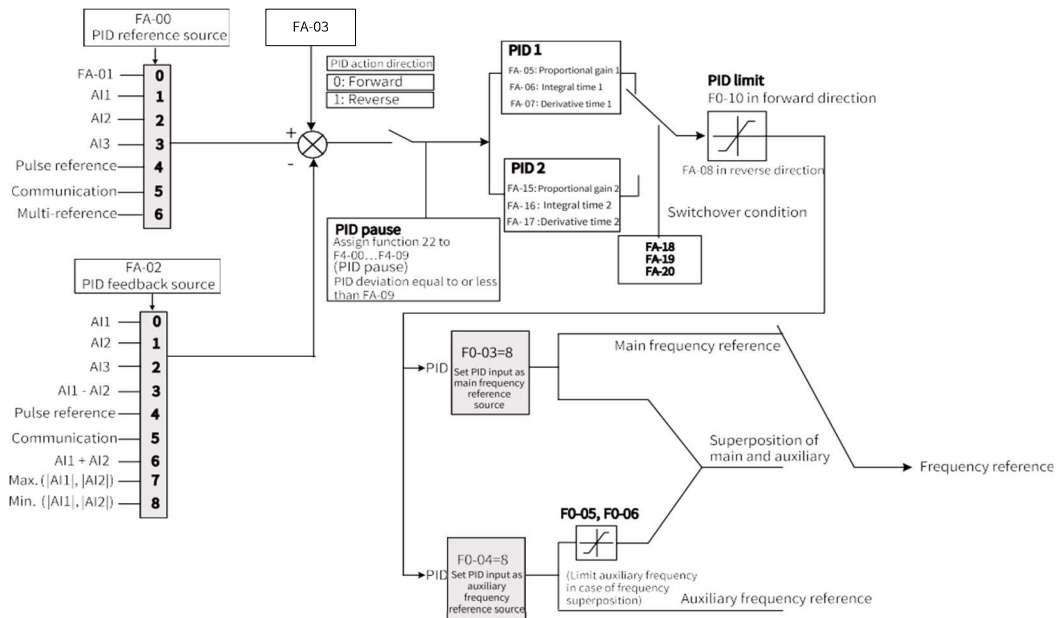 FA-00
PID reference source
FA-01
0
AI1
1
AI2
2
AI3
3
Pulse reference
4
Communication
5
Multi-reference
6
FA-03
PID action direction
0: Forward
1: Reverse
+
-
PID 1
FA-05: Proportional gain 1
FA-06: Integral time 1
FA-07: Derivative time 1
PID 2
FA-15: Proportional gain 2
FA-16: Integral time 2
FA-17 :Derivative time 2
PID limit
F0-10 in forward direction
FA-08 in reverse direction
Switchover condition
FA-18
FA-19
FA-20
PID pause
Assign function 22 to
F4-00...F4-09
(PID pause)
PID deviation equal to or less
than FA-09
FA-02
PID feedback source
AI1
0
AI2
1
AI3
2
AI1 - AI2
3
Pulse reference
4
Communication
5
AI1 + AI2
6
Max. (|AI1|, |AI2|)
7
Min. (|AI1|, |AI2|)
8
PID
F0-03=8
Set PID input as
main frequency
reference
source
Main frequency reference
Superposition of
main and auxiliary
Frequency reference
F0-05, F0-06
PID
F0-04=8
Set PID input as
auxiliary
frequency
reference source
(Limit auxiliary frequency
in case of frequency
superposition)
Auxiliary frequency reference